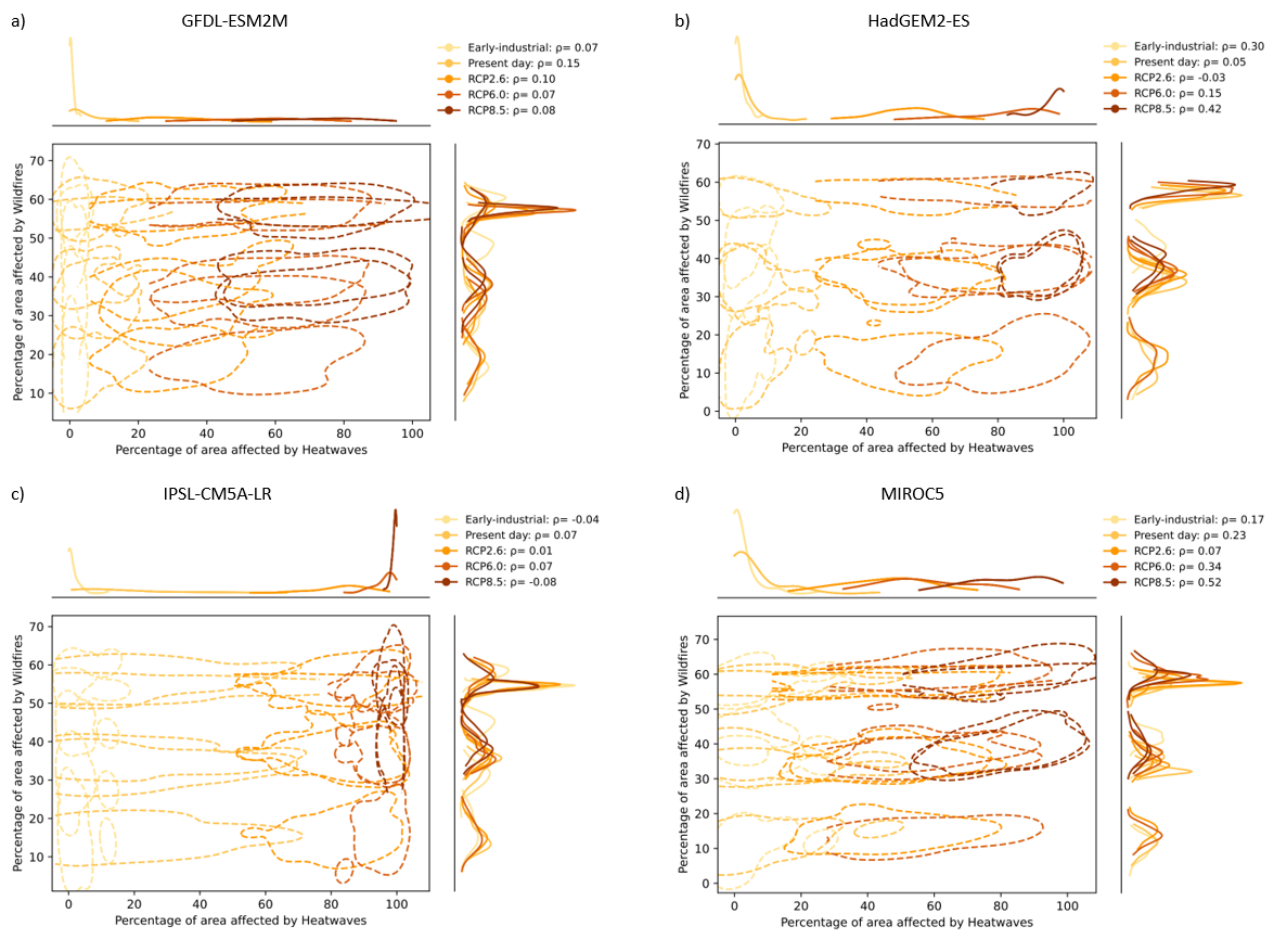 a)
GFDL-ESM2M
Early-industrial: ρ= 0.07
Present day: ρ= 0.15
RCP2.6: ρ= 0.10
RCP6.0: ρ= 0.07
RCP8.5: ρ= 0.08
Percentage of area affected by Wildfires
70
60
50
40
30
20
10
0
20
40
60
80
100
Percentage of area affected by Heatwaves
b)
HadGEM2-ES
Early-industrial: ρ= 0.30
Present day: ρ= 0.05
RCP2.6: ρ= -0.03
RCP6.0: ρ= 0.15
RCP8.5: ρ= 0.42
Percentage of area affected by Wildfires
70
60
50
40
30
20
10
0
0
20
40
60
80
100
Percentage of area affected by Heatwaves
c)
IPSL-CM5A-LR
Early-industrial: ρ= -0.04
Present day: ρ= 0.07
RCP2.6: ρ= 0.01
RCP6.0: ρ= 0.07
RCP8.5: ρ= -0.08
Percentage of area affected by Wildfires
70
60
50
40
30
20
10
0
20
40
60
80
100
Percentage of area affected by Heatwaves
d)
MIROC5
Early-industrial: ρ= 0.17
Present day: ρ= 0.23
RCP2.6: ρ= 0.07
RCP6.0: ρ= 0.34
RCP8.5: ρ= 0.52
Percentage of area affected by Wildfires
70
60
50
40
30
20
10
0
0
20
40
60
80
100
Percentage of area affected by Heatwaves